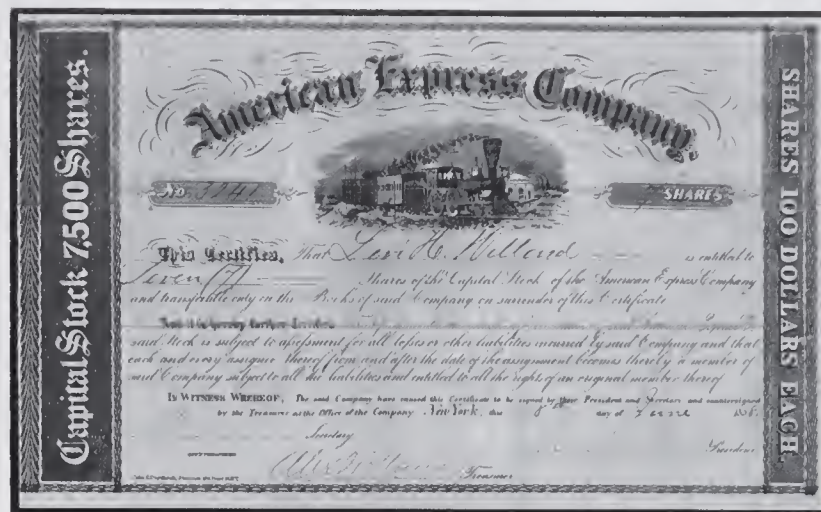 Capital Stock 7,500 Shares.
American Express Company.
No.
SHARES
This Certifies, That Levi H. Willard is entitled to
Seven (7) Shares of the Capital Stock of the American Express Company
and transferable only on the Books of said Company on surrender of this Certificate
And it is hereby further
said Stock is subject to assessment for all losses or other liabilities incurred by said Company and that
each and every assignee thereof from and after the date of the assignment becomes thereby a member of
said Company subject to all the liabilities and entitled to all the rights of an original member thereof
IN WITNESS WHEREOF, The said Company have caused this Certificate to be signed by their President and Secretary and countersigned
by the Treasurer at the Office of the Company New York, this 8 day of June
Secretary
President
Treasurer
SHARES 100 DOLLARS EACH.